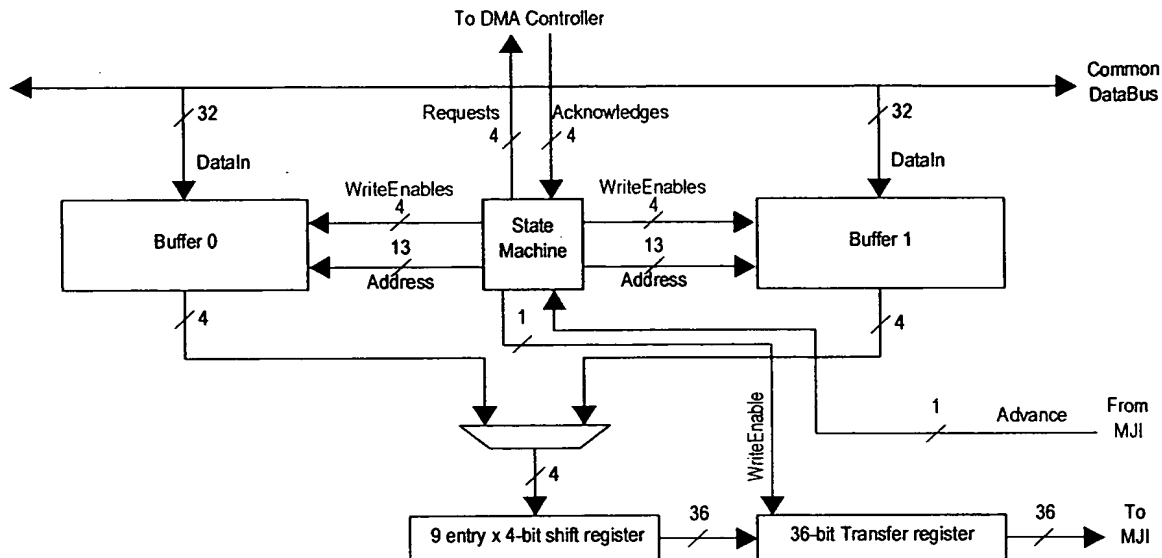 To DMA Controller
Common
DataBus
32
Requests
Acknowledges
32
4
4
DataIn
DataIn
WriteEnables
WriteEnables
4
4
Buffer 0
State
Machine
Buffer 1
13
13
Address
Address
4
1
4
WriteEnable
1
Advance
From
MJI
4
9 entry x 4-bit shift register
36
36-bit Transfer register
36
To
MJI